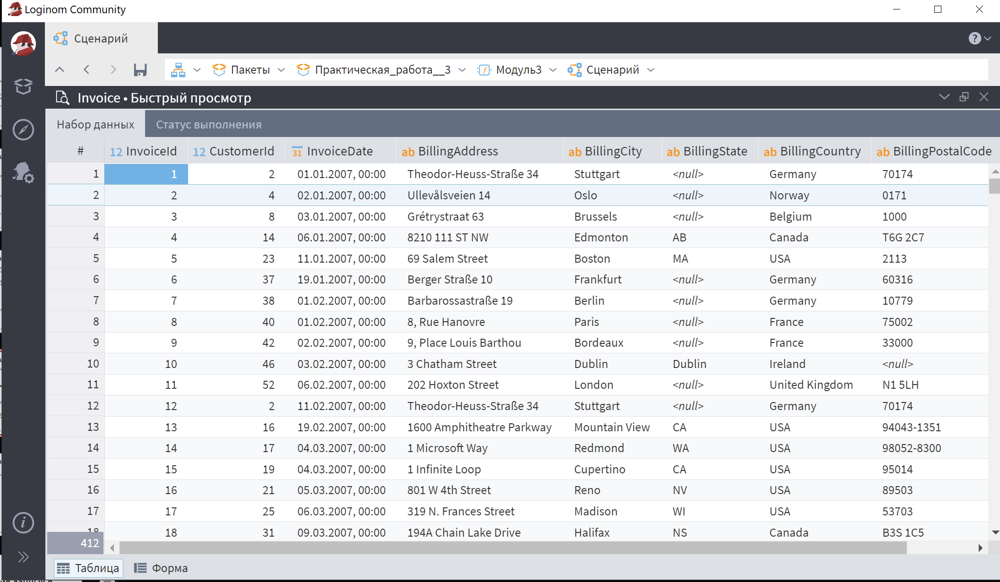 Loginom Community
Сценарий
Пакеты Практическая_работа__3 Модуль3 Сценарий
Invoice • Быстрый просмотр
Набор данных Статус выполнения
# 12 InvoiceId 12 CustomerId 31 InvoiceDate ab BillingAddress ab BillingCity ab BillingState ab BillingCountry ab BillingPostalCode
1 1 2 01.01.2007, 00:00 Theodor-Heuss-Straße 34 Stuttgart <null> Germany 70174
2 2 4 02.01.2007, 00:00 Ullevålsveien 14 Oslo <null> Norway 0171
3 3 8 03.01.2007, 00:00 Grétrystraat 63 Brussels <null> Belgium 1000
4 4 14 06.01.2007, 00:00 8210 111 ST NW Edmonton AB Canada T6G 2C7
5 5 23 11.01.2007, 00:00 69 Salem Street Boston MA USA 2113
6 6 37 19.01.2007, 00:00 Berger Straße 10 Frankfurt <null> Germany 60316
7 7 38 01.02.2007, 00:00 Barbarossastraße 19 Berlin <null> Germany 10779
8 8 40 01.02.2007, 00:00 8, Rue Hanovre Paris <null> France 75002
9 9 42 02.02.2007, 00:00 9, Place Louis Barthou Bordeaux <null> France 33000
10 10 46 03.02.2007, 00:00 3 Chatham Street Dublin Dublin Ireland <null>
11 11 52 06.02.2007, 00:00 202 Hoxton Street London <null> United Kingdom N1 5LH
12 12 2 11.02.2007, 00:00 Theodor-Heuss-Straße 34 Stuttgart <null> Germany 70174
13 13 16 19.02.2007, 00:00 1600 Amphitheatre Parkway Mountain View CA USA 94043-1351
14 14 17 04.03.2007, 00:00 1 Microsoft Way Redmond WA USA 98052-8300
15 15 19 04.03.2007, 00:00 1 Infinite Loop Cupertino CA USA 95014
16 16 21 05.03.2007, 00:00 801 W 4th Street Reno NV USA 89503
17 17 25 06.03.2007, 00:00 319 N. Frances Street Madison WI USA 53703
18 18 31 09.03.2007, 00:00 194A Chain Lake Drive Halifax NS Canada B3S 1C5
412
Таблица Форма